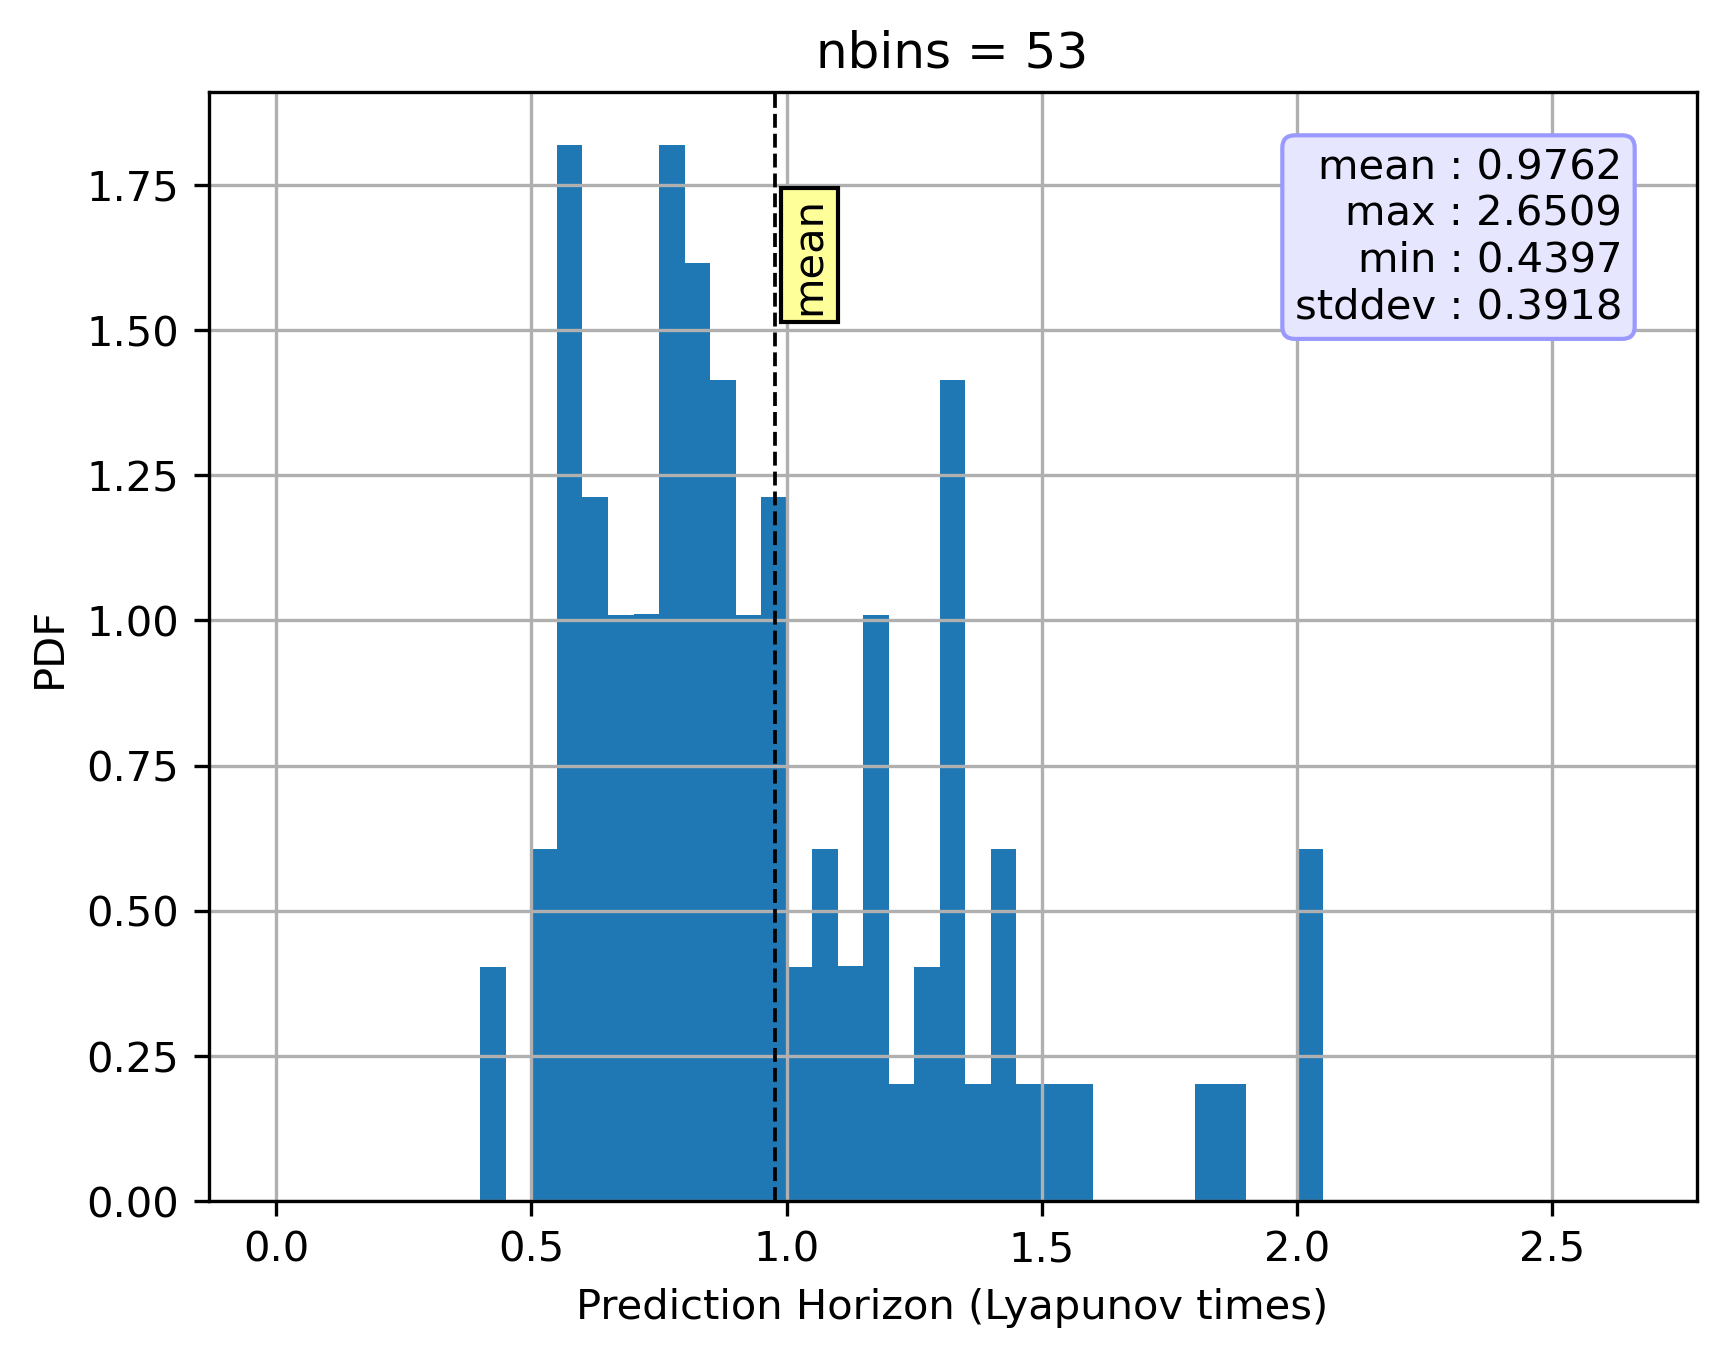 nbins = 53
mean : 0.9762
max : 2.6509
min : 0.4397
stddev : 0.3918
mean
PDF
1.75
1.50
1.25
1.00
0.75
0.50
0.25
0.00
0.0 0.5 1.0 1.5 2.0 2.5
Prediction Horizon (Lyapunov times)